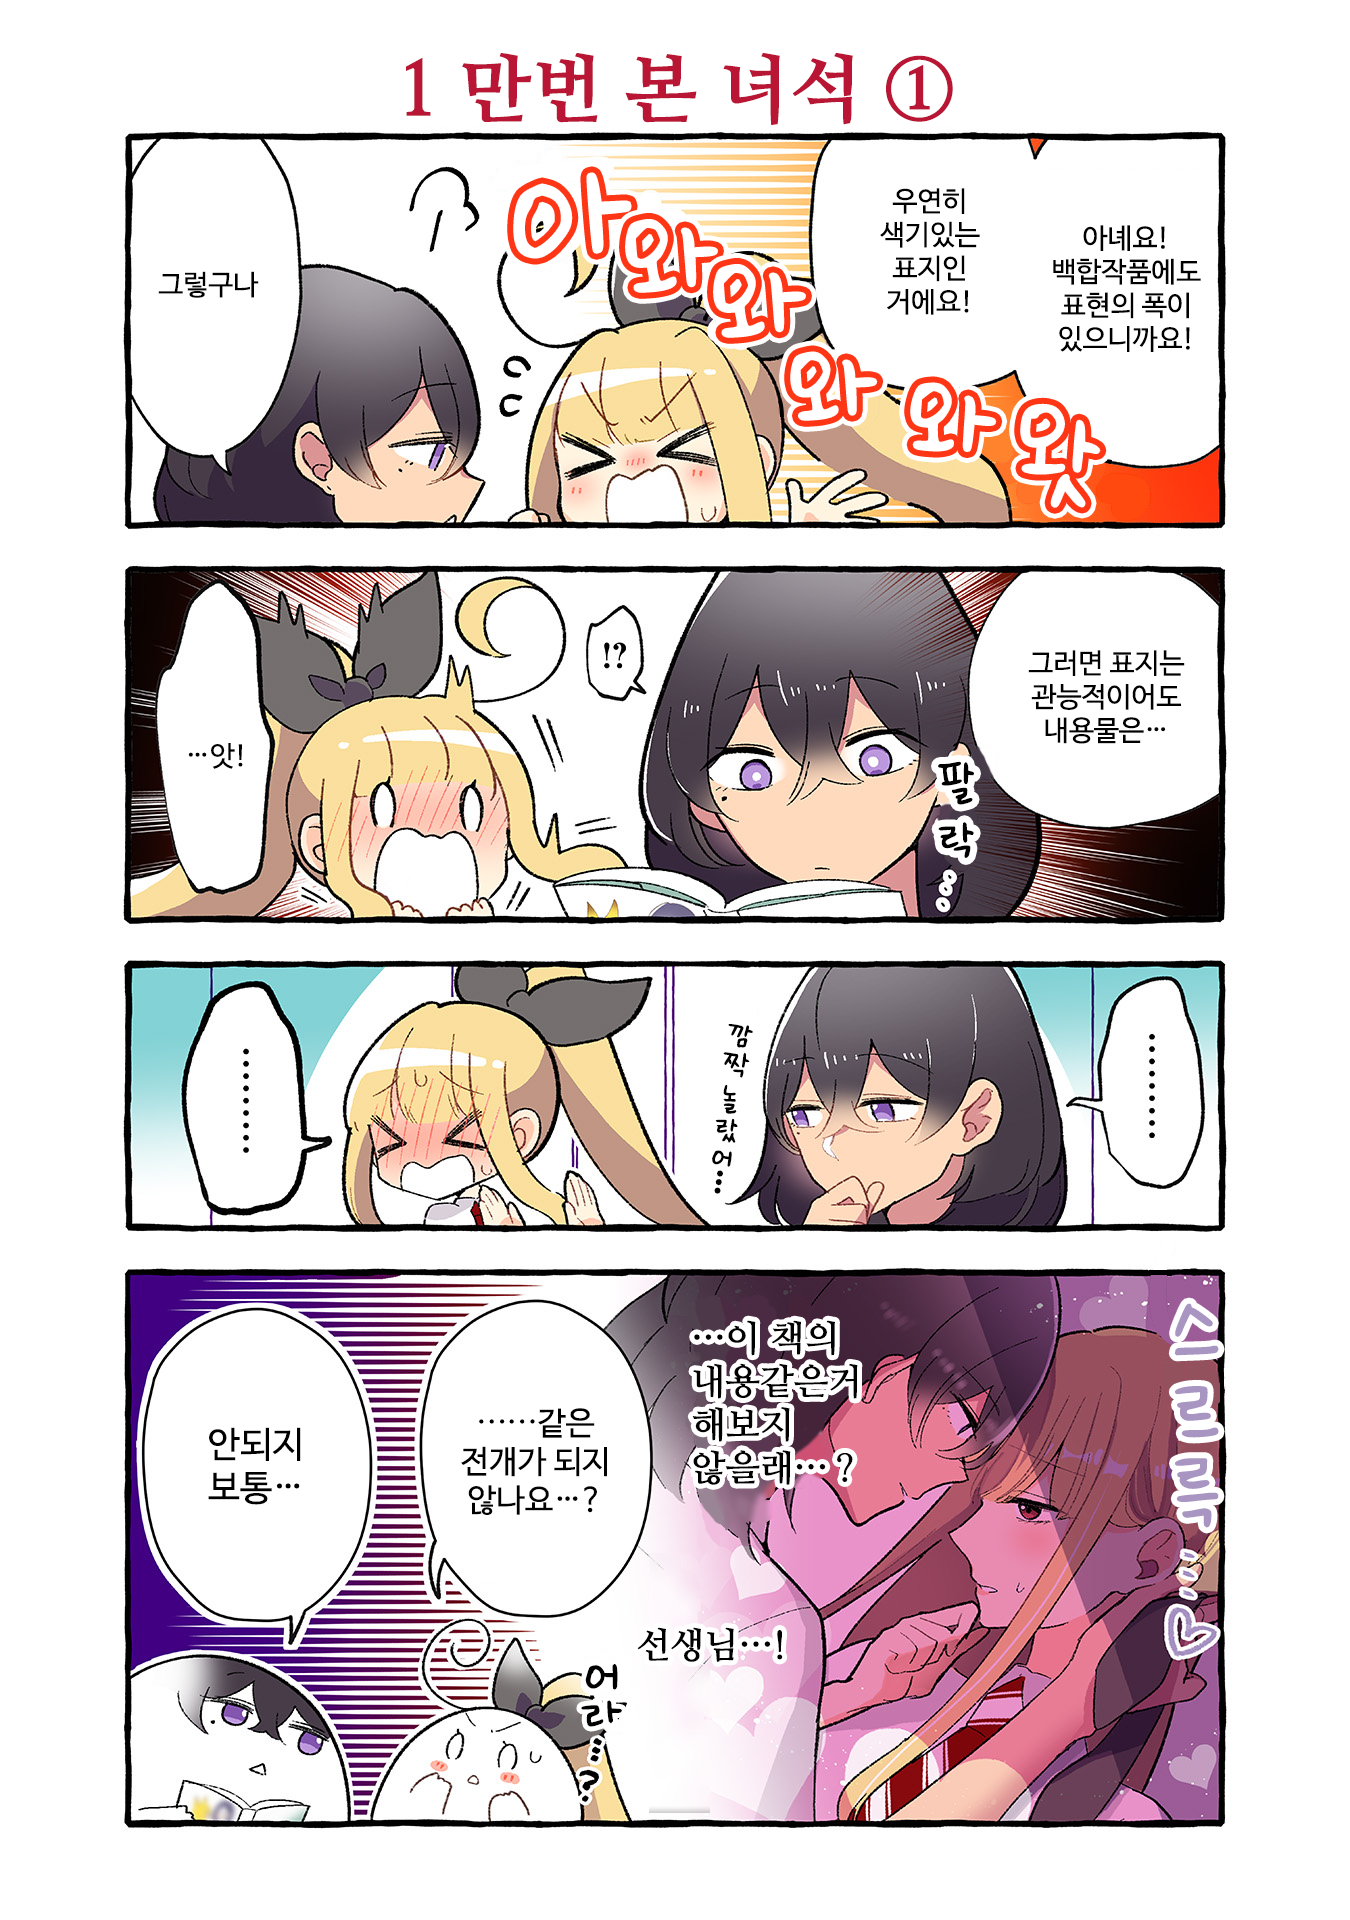 1 만번 본 녀석 ①
아녜요!
백합작품에도
표현의 폭이
있으니까요!
우연히
색기있는
표지인
거에요!
아와와와와왓
그렇구나
그러면 표지는
관능적이어도
내용물은…
팔락…
!?
…앗!
………
깜짝놀랐어…
………
스르륵…♡
…이 책의
내용같은거
해보지
않을래…?
선생님…!
……같은
전개가 되지
않나요…?
어라…?
안되지
보통…